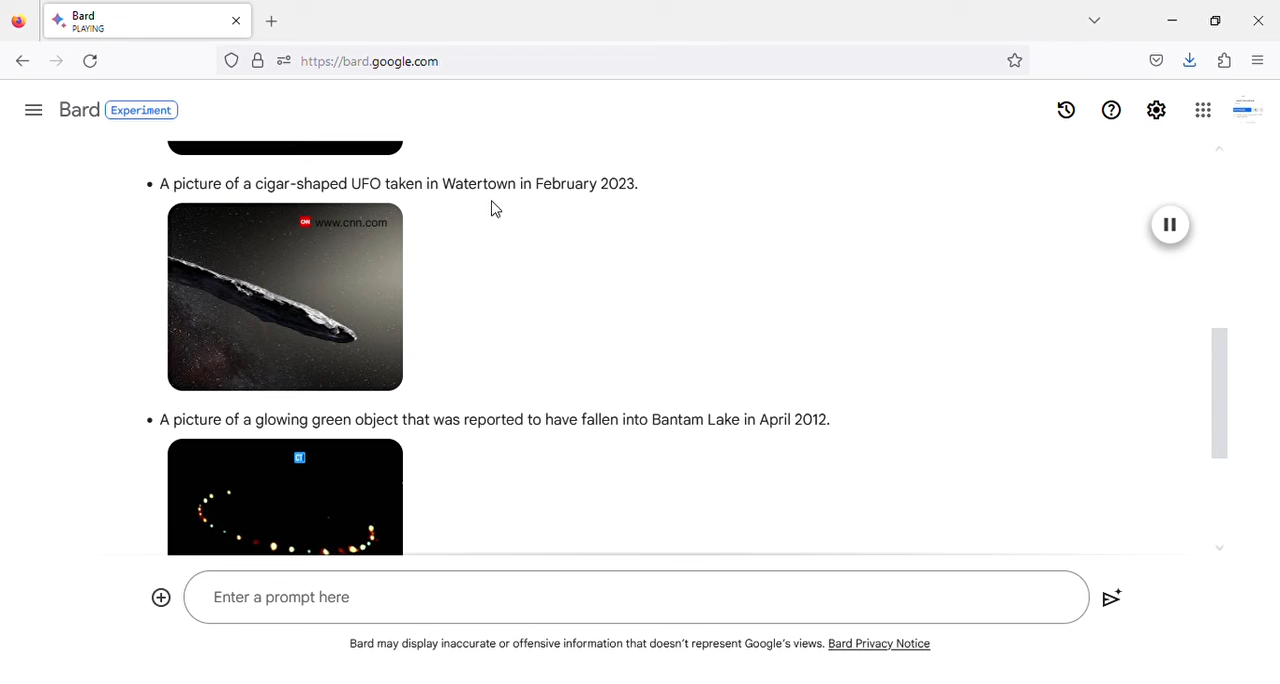 Bard
PLAYING
https://bard.google.com
Bard Experiment
• A picture of a cigar-shaped UFO taken in Watertown in February 2023.
CNN www.cnn.com
• A picture of a glowing green object that was reported to have fallen into Bantam Lake in April 2012.
CT
Enter a prompt here
Bard may display inaccurate or offensive information that doesn't represent Google's views. Bard Privacy Notice